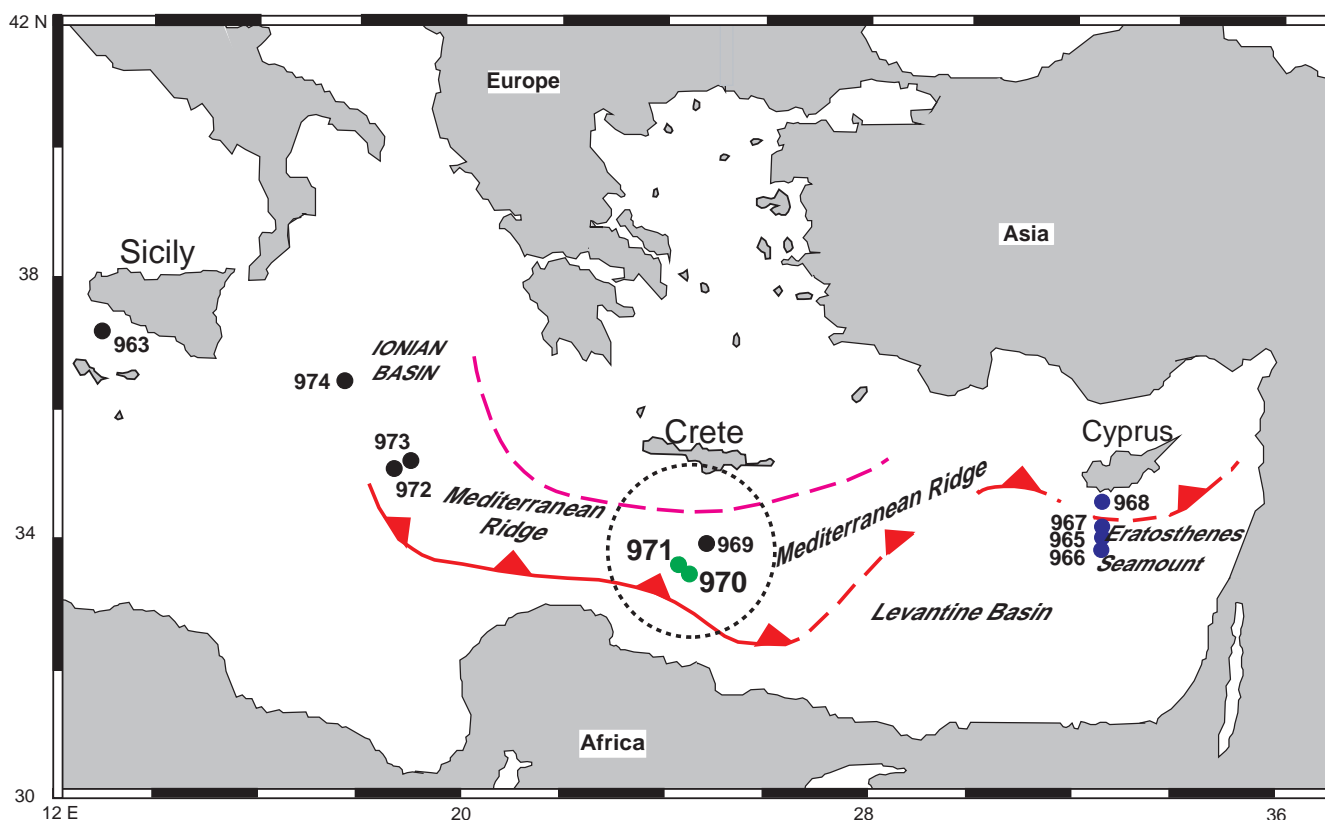 42 N
Europe
Asia
Sicily
38
963
IONIAN
BASIN
974
Crete
Cyprus
973
972
Mediterranean
Ridge
Mediterranean Ridge
968
34
971
969
967
Eratosthenes
965
966
Seamount
970
Levantine Basin
Africa
30
12 E
20
28
36